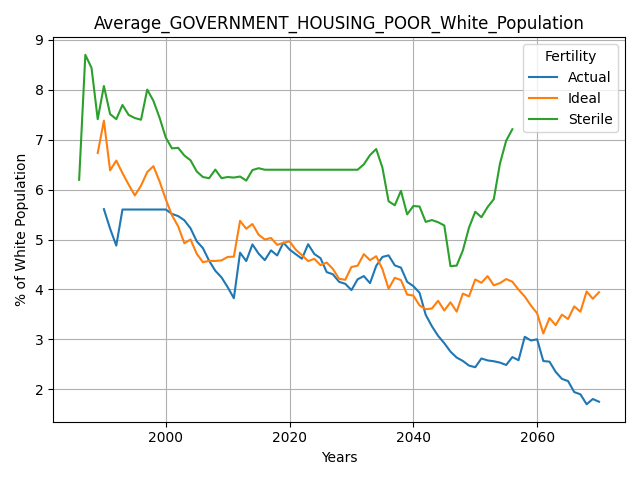 Average_GOVERNMENT_HOUSING_POOR_White_Population
% of White Population
9
8
7
6
5
4
3
2
Fertility
Actual
Ideal
Sterile
2000
2020
2040
2060
Years